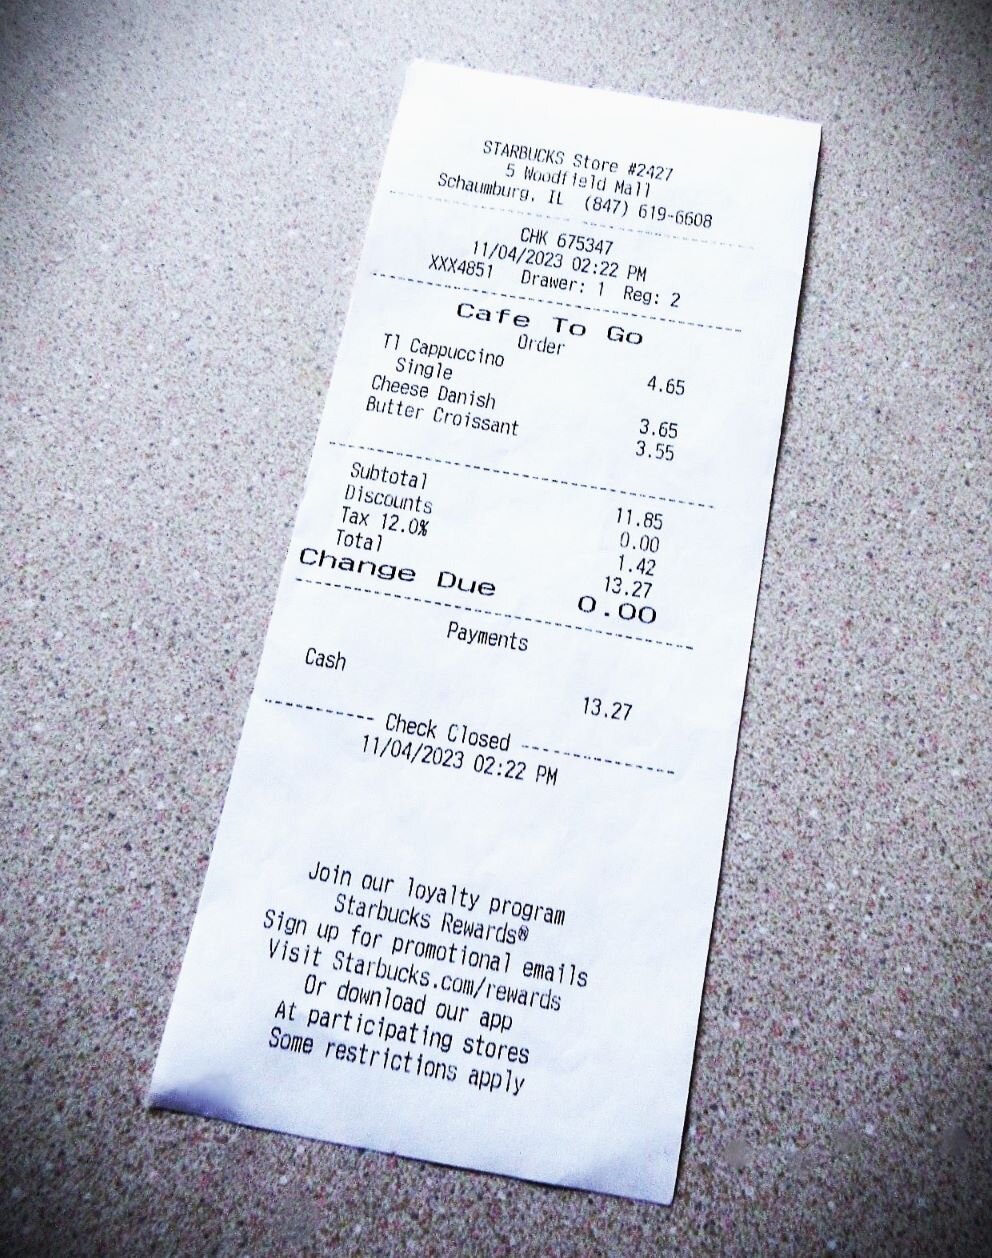 STARBUCKS Store #2427
5 Woodfield Mall
Schaumburg, IL (847) 619-6608
CHK 675347
11/04/2023 02:22 PM
XXX4851 Drawer: 1 Reg: 2
Cafe To Go
Order
Tl Cappuccino 4.65
Single
Cheese Danish 3.65
Butter Croissant 3.55
Subtotal 11.85
Discounts 0.00
Tax 12.0% 1.42
Total 13.27
Change Due 0.00
Payments
Cash 13.27
Check Closed
11/04/2023 02:22 PM
Join our loyalty program
Starbucks Rewards®
Sign up for promotional emails
Visit Starbucks.com/rewards
Or download our app
At participating stores
Some restrictions apply